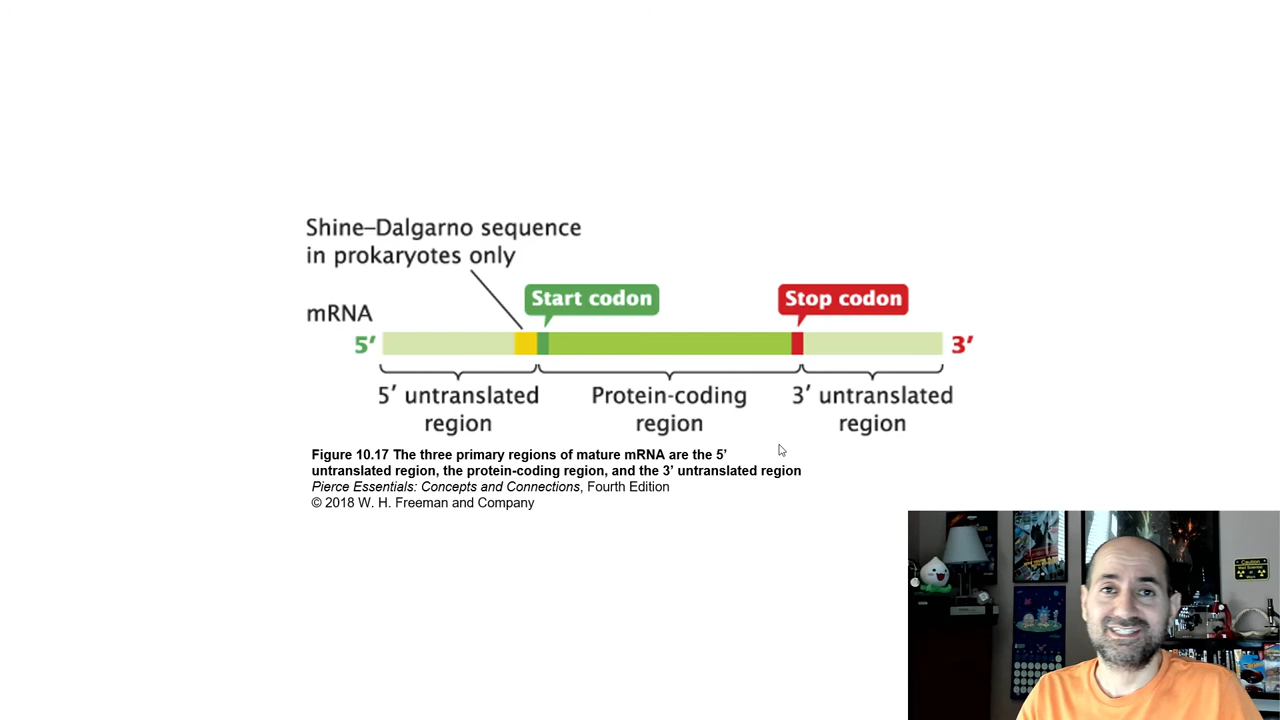 Shine–Dalgarno sequence
in prokaryotes only
Start codon
Stop codon
mRNA
5′
3′
5′ untranslated
region
Protein-coding
region
3′ untranslated
region
Figure 10.17 The three primary regions of mature mRNA are the 5’
untranslated region, the protein-coding region, and the 3’ untranslated region
Pierce Essentials: Concepts and Connections, Fourth Edition
© 2018 W. H. Freeman and Company
Caution